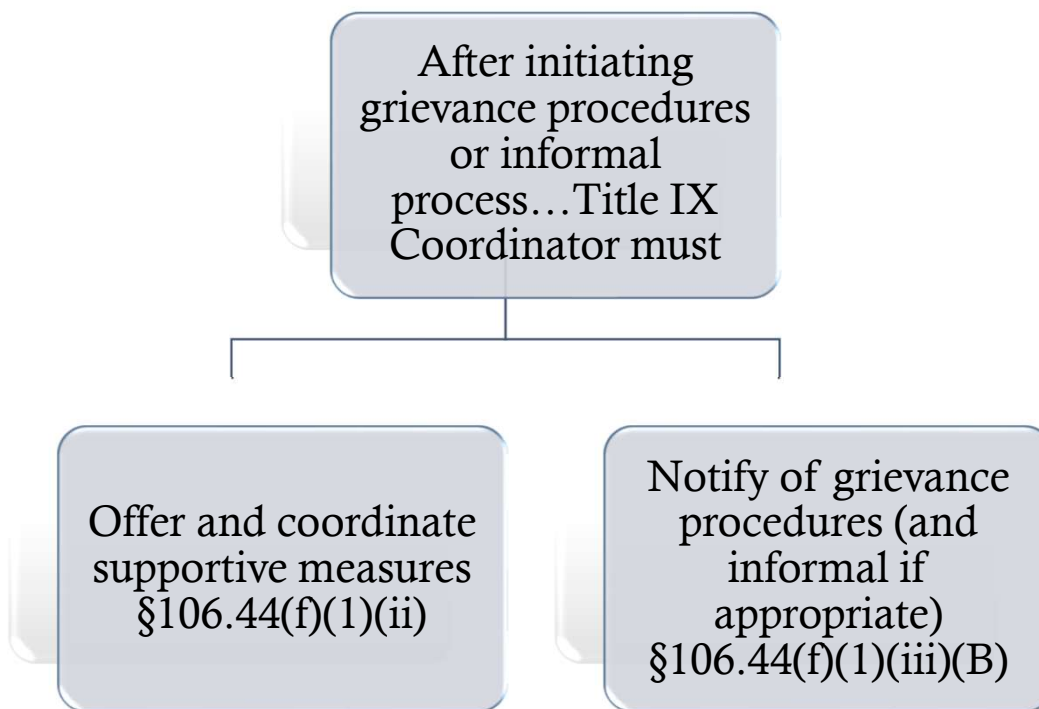 After initiating
grievance procedures
or informal
process…Title IX
Coordinator must
Offer and coordinate
supportive measures
§106.44(f)(1)(ii)
Notify of grievance
procedures (and
informal if
appropriate)
§106.44(f)(1)(iii)(B)